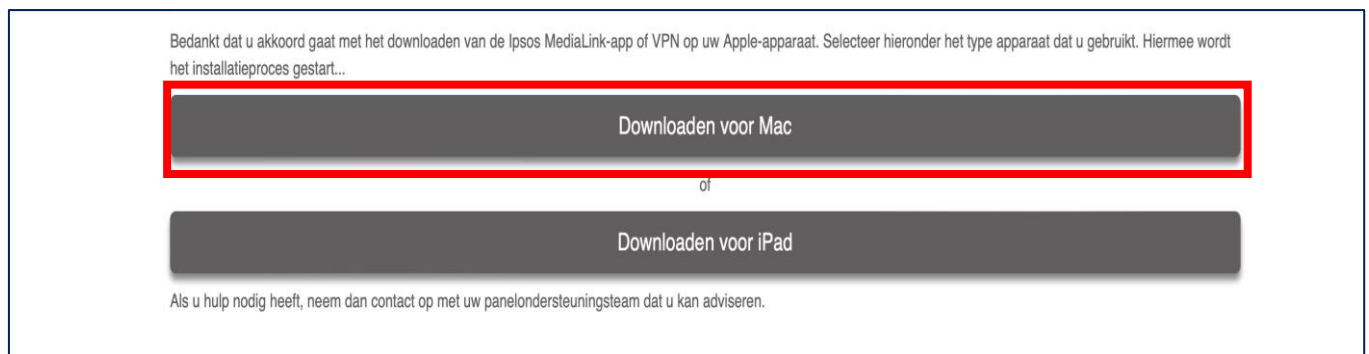 Bedankt dat u akkoord gaat met het downloaden van de Ipsos MediaLink-app of VPN op uw Apple-apparaat. Selecteer hieronder het type apparaat dat u gebruikt. Hiermee wordt
het installatieproces gestart...
Downloaden voor Mac
of
Downloaden voor iPad
Als u hulp nodig heeft, neem dan contact op met uw panelondersteuningsteam dat u kan adviseren.